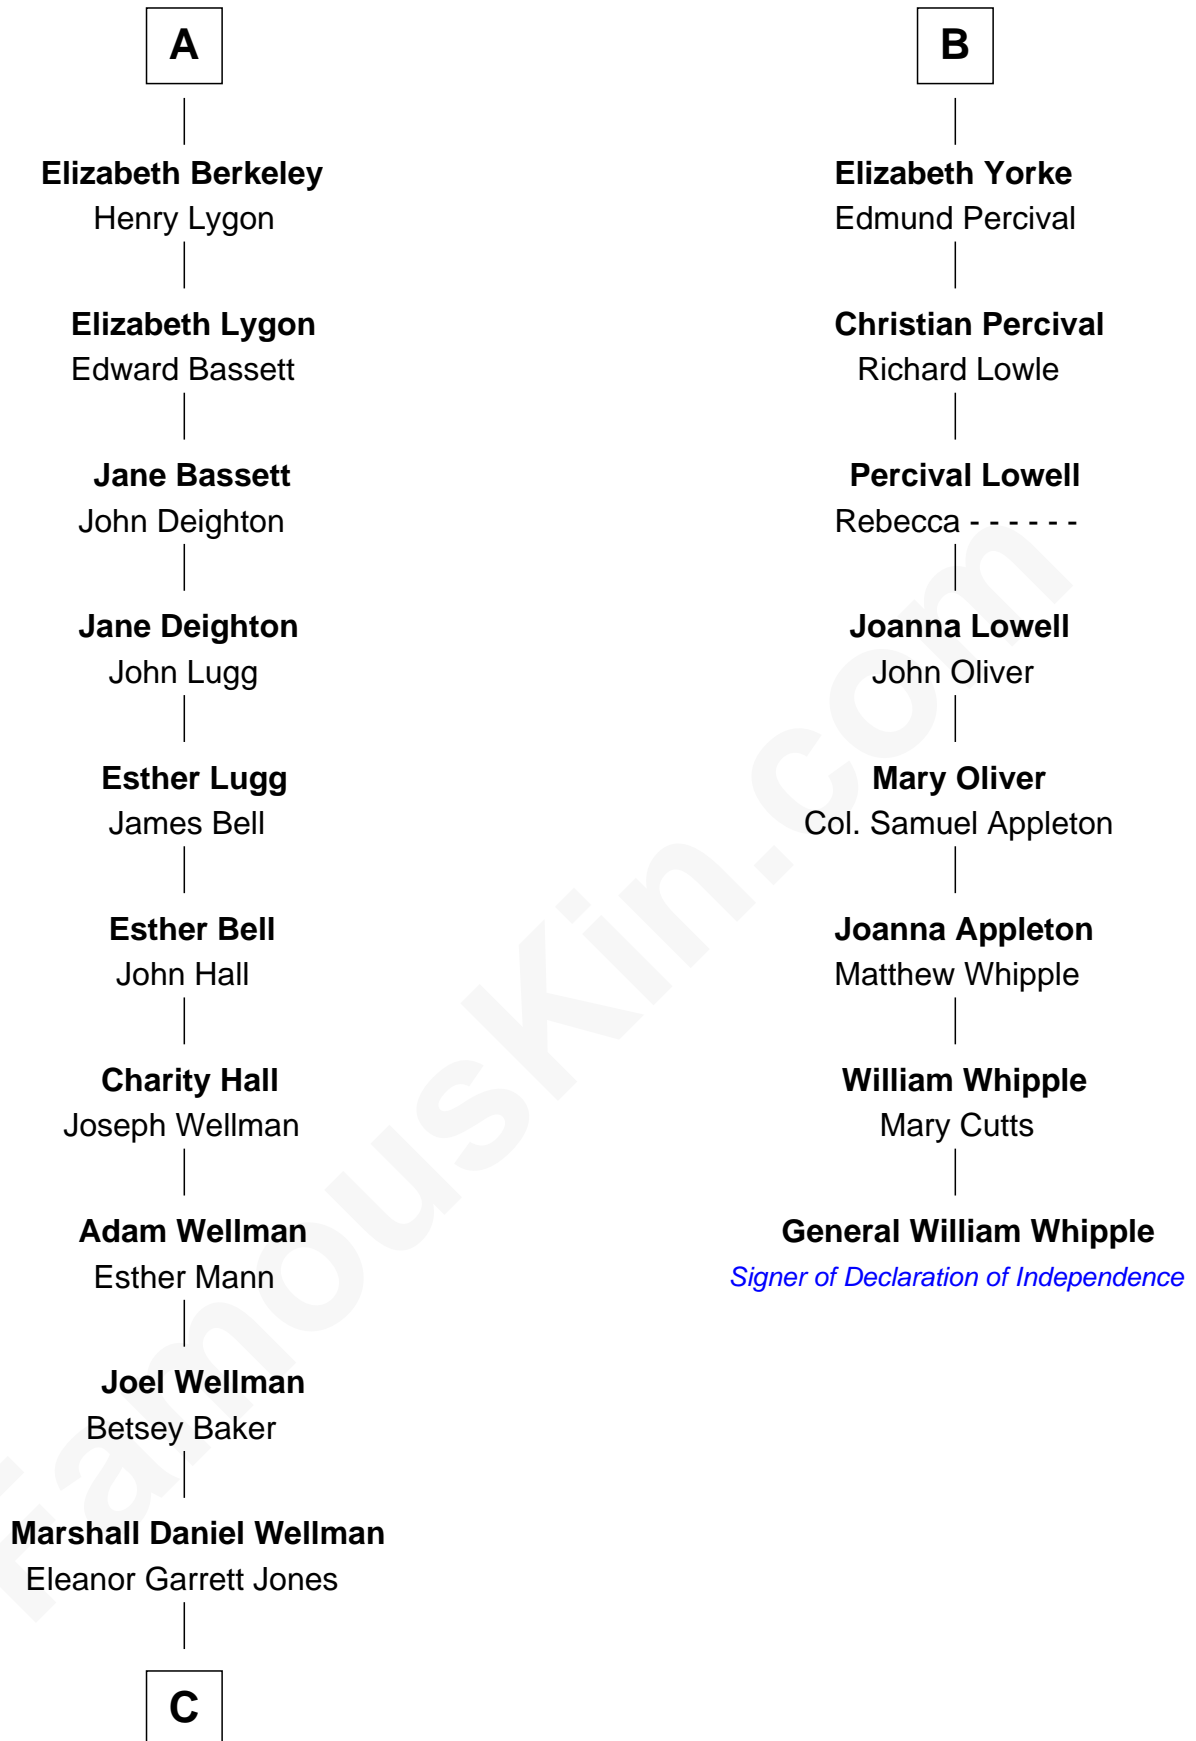 A
Elizabeth Berkeley
Henry Lygon
Elizabeth Lygon
Edward Bassett
Jane Bassett
John Deighton
Jane Deighton
John Lugg
Esther Lugg
James Bell
Esther Bell
John Hall
Charity Hall
Joseph Wellman
Adam Wellman
Esther Mann
Joel Wellman
Betsey Baker
Marshall Daniel Wellman
Eleanor Garrett Jones
C
B
Elizabeth Yorke
Edmund Percival
Christian Percival
Richard Lowle
Percival Lowell
Rebecca - - - - - -
Joanna Lowell
John Oliver
Mary Oliver
Col. Samuel Appleton
Joanna Appleton
Matthew Whipple
William Whipple
Mary Cutts
General William Whipple
Signer of Declaration of Independence
FamousKin.com